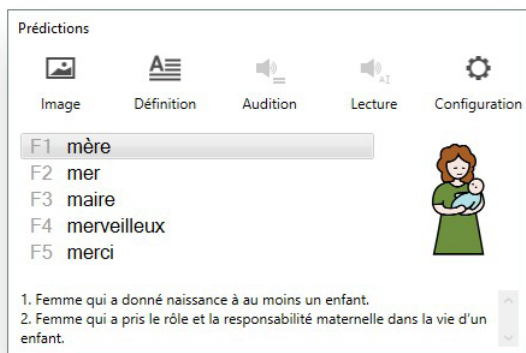 Prédictions
Image Définition Audition Lecture Configuration
F1 mère
F2 mer
F3 maire
F4 merveilleux
F5 merci
1. Femme qui a donné naissance à au moins un enfant.
2. Femme qui a pris le rôle et la responsabilité maternelle dans la vie d'un
enfant.